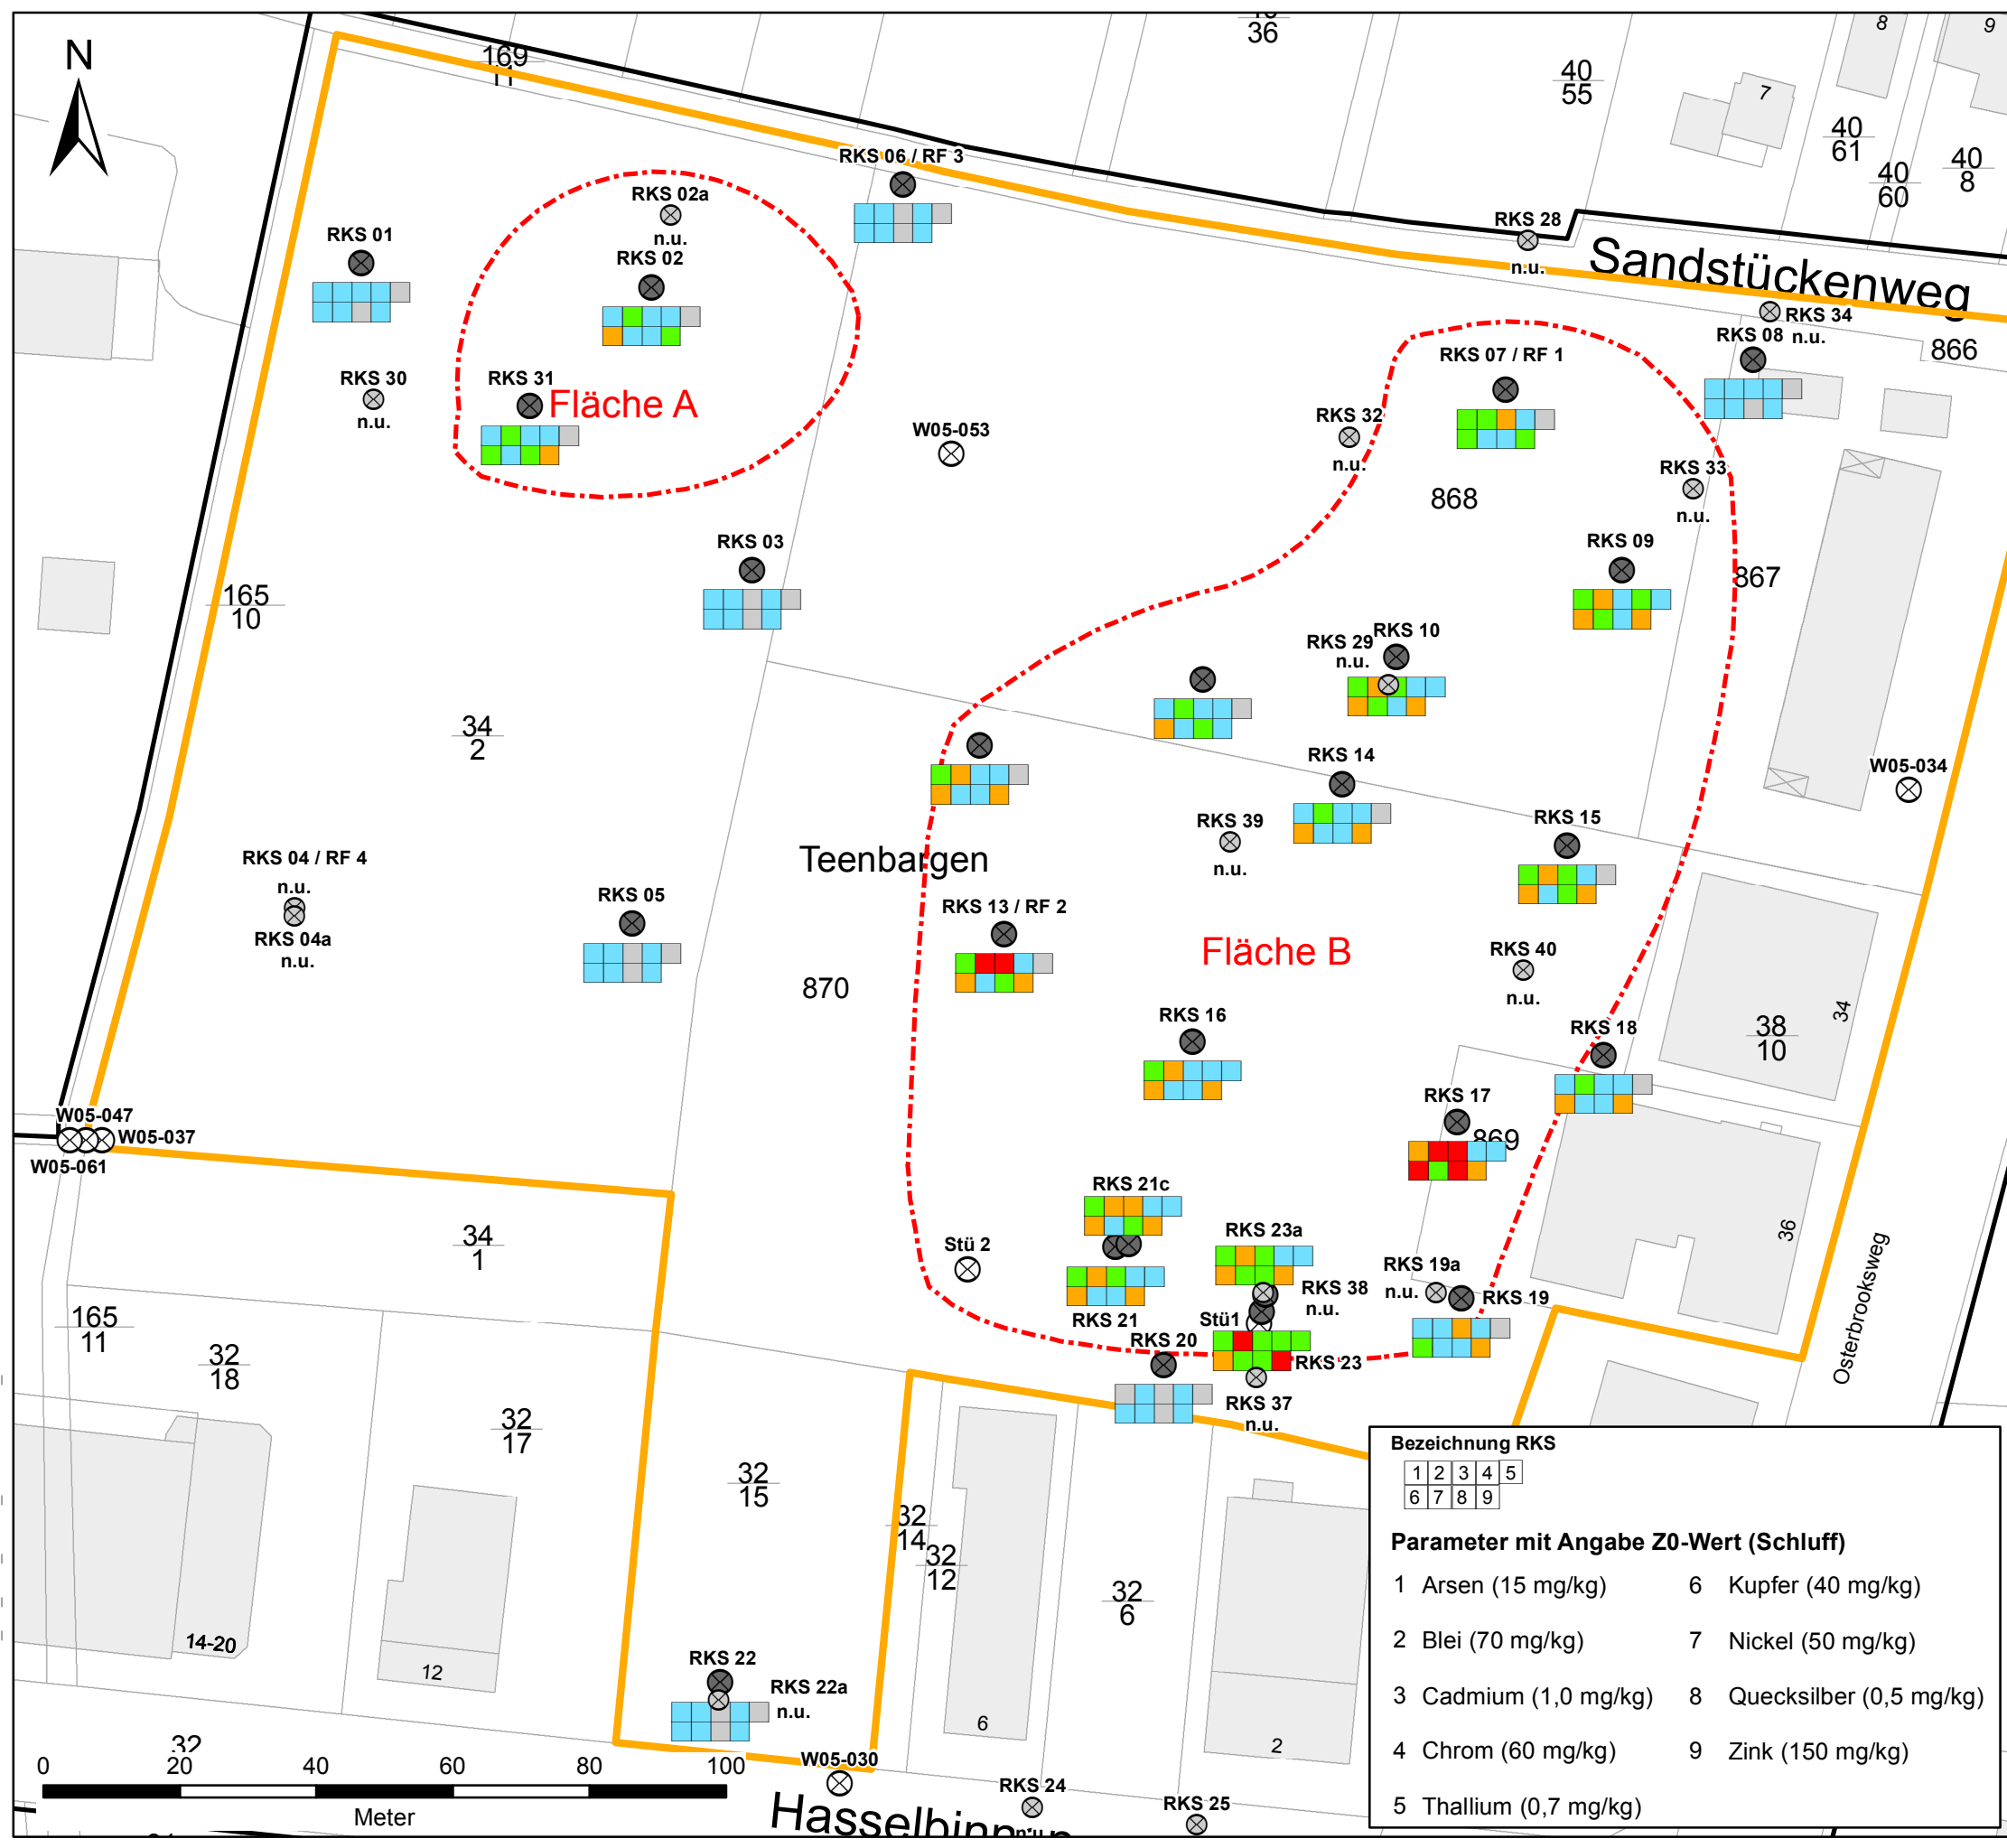 N
169
11
36
40
55
7
8
9
40
61
40
60
40
8
RKS 06 / RF 3
RKS 02a
n.u.
RKS 28
n.u.
Sandstückenweg
RKS 01
RKS 02
RKS 34
n.u.
RKS 08
866
RKS 30
n.u.
RKS 31
Fläche A
RKS 07 / RF 1
RKS 32
n.u.
W05-053
RKS 33
n.u.
868
RKS 03
RKS 09
867
165
10
RKS 29
n.u.
RKS 10
34
2
RKS 14
W05-034
RKS 39
n.u.
RKS 15
Teenbargen
RKS 04 / RF 4
n.u.
RKS 04a
n.u.
RKS 05
RKS 13 / RF 2
Fläche B
RKS 40
n.u.
870
34
38
10
RKS 16
RKS 18
RKS 17
869
W05-047
W05-037
W05-061
RKS 21c
36
34
1
Stü 2
RKS 23a
RKS 19a
n.u.
RKS 38
n.u.
RKS 19
Osterbrooksweg
165
11
RKS 21
Stü1
RKS 20
RKS 23
32
18
RKS 37
n.u.
32
17
32
15
32
14
32
12
32
6
14-20
12
6
2
RKS 22
RKS 22a
n.u.
32
W05-030
RKS 24
n.u.
RKS 25
0 20 40 60 80 100
Meter
Bezeichnung RKS
1 2 3 4 5
6 7 8 9
Parameter mit Angabe Z0-Wert (Schluff)
1 Arsen (15 mg/kg) 6 Kupfer (40 mg/kg)
2 Blei (70 mg/kg) 7 Nickel (50 mg/kg)
3 Cadmium (1,0 mg/kg) 8 Quecksilber (0,5 mg/kg)
4 Chrom (60 mg/kg) 9 Zink (150 mg/kg)
5 Thallium (0,7 mg/kg)